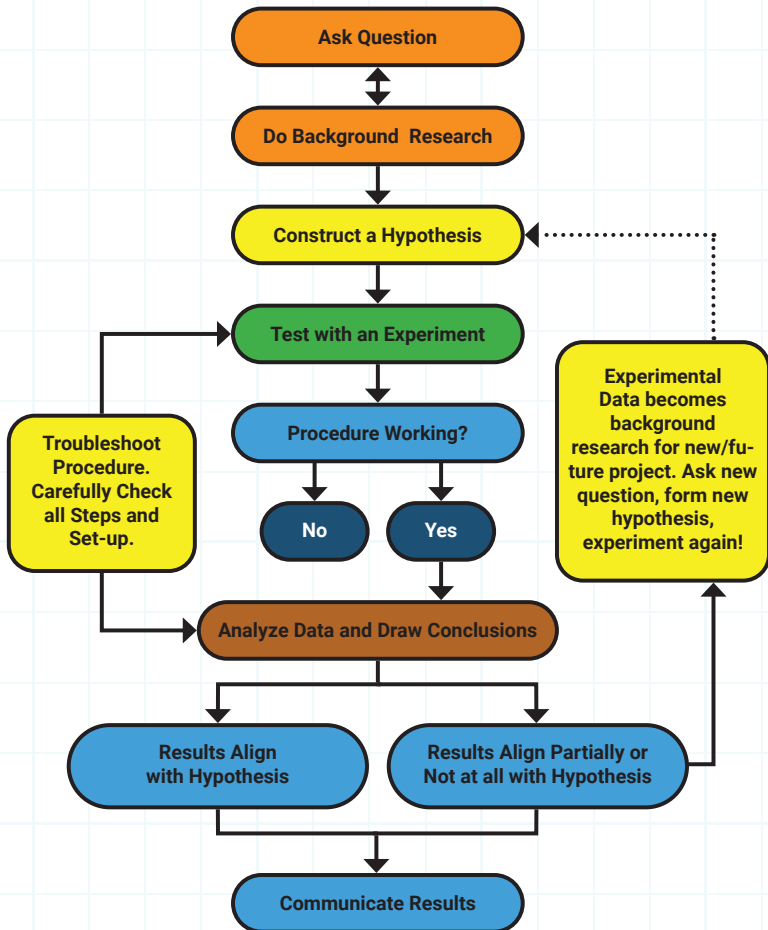 Ask Question
Do Background  Research
Construct a Hypothesis
Test with an Experiment
Procedure Working?
Troubleshoot
Procedure.
Carefully Check
all Steps and
Set-up.
No
Yes
Experimental
Data becomes
background
research for new/fu-
ture project. Ask new
question, form new
hypothesis,
experiment again!
Analyze Data and Draw Conclusions
Results Align
with Hypothesis
Results Align Partially or
Not at all with Hypothesis
Communicate Results